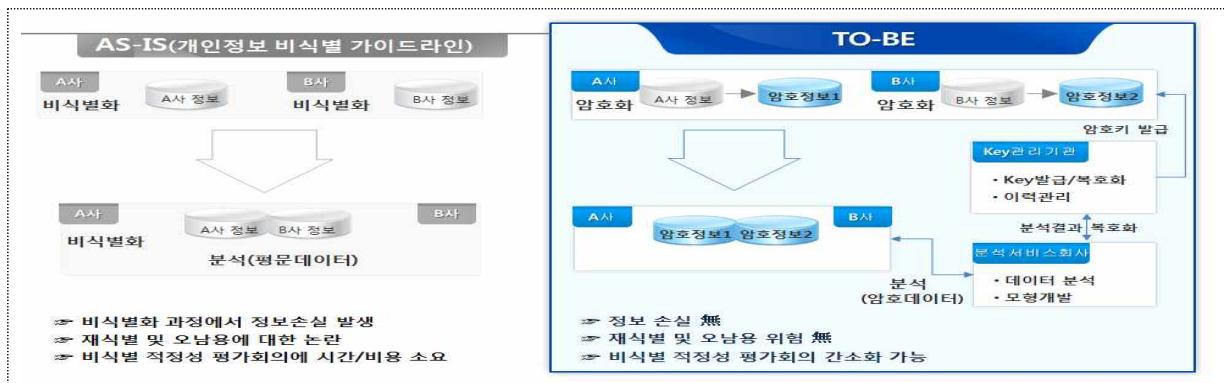 AS-IS(개인정보 비식별 가이드라인)
A사
비식별화
A사 정보
B사
비식별화
B사 정보
A사
비식별화
A사 정보 B사 정보
B사
분석(평문데이터)
☞ 비식별화 과정에서 정보손실 발생
☞ 재식별 및 오남용에 대한 논란
☞ 비식별 적정성 평가회의에 시간/비용 소요
TO-BE
A사
암호화
A사 정보
암호정보1
B사
암호화
B사 정보
암호정보2
암호키 발급
Key관리기관
· Key발급/복호화
· 이력관리
분석결과 복호화
A사
암호정보1 암호정보2
B사
분석서비스회사
· 데이터 분석
· 모형개발
분석
(암호데이터)
☞ 정보 손실 無
☞ 재식별 및 오남용 위험 無
☞ 비식별 적정성 평가회의 간소화 가능